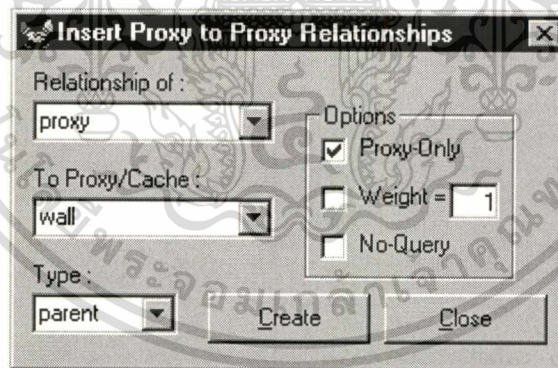 Insert Proxy to Proxy Relationships
Relationship of :
proxy
To Proxy/Cache :
wall
Type :
parent
Options
Proxy-Only
Weight = 1
No-Query
Create
Close